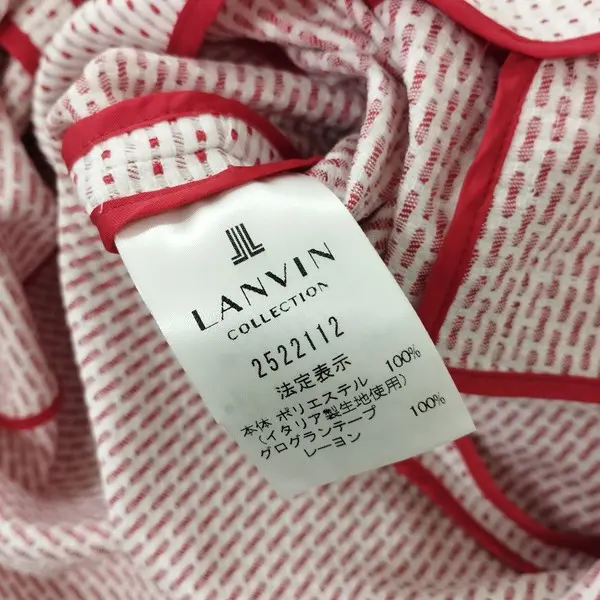 LANVIN
COLLECTION
2522112
法定表示
本体 ポリエステル 100%
(イタリア製生地使用)
グログランテープ
レーヨン 100%